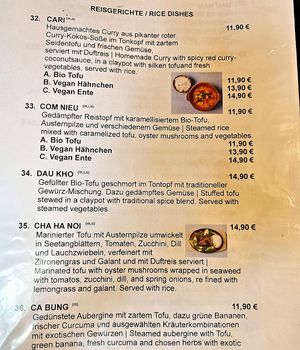 REISGERICHTE / RICE DISHES
32. CARI
11,90 €
Hausgemachtes Curry aus pikanter roter
Curry-Kokos-Soße im Tontopf mit zartem
Seidentofu und frischen Gemüse,
serviert mit Duftreis | Homemade Curry with spicy red curry-
coconutsauce, in a claypot with silken tofuand fresh
vegetables, served with rice.
A. Bio Tofu 11,90 €
B. Vegan Hähnchen 13,90 €
C. Vegan Ente 14,90 €
33. COM NIEU
Gedämpfter Reistopf mit karamellisiertem Bio-Tofu,
Austernpilze und verschiedenem Gemüse | Steamed rice
mixed with caramelized tofu, oyster mushrooms and vegetables.
A. Bio Tofu 11,90 €
B. Vegan Hähnchen 13,90 €
C. Vegan Ente 14,90 €
34. DAU KHO 14,90 €
Gefüllter Bio-Tofu geschmort im Tontopf mit traditioneller
Gewürz-Mischung. Dazu gedämpftes Gemüse | Stuffed tofu
stewed in a claypot with traditional spice blend. Served with
steamed vegetables.
35. CHA HA NOI 14,90 €
Marinierter Tofu mit Austernpilze umwickelt
in Seetangblättern, Tomaten, Zucchini, Dill
und Lauchzwiebeln, verfeinert mit
Zitronengras und Galant und mit Duftreis serviert |
Marinated tofu with oyster mushrooms wrapped in seaweed
with tomatoes, zucchini, dill, and spring onions, re fined with
lemongrass and galant. Served with rice.
36. CA BUNG 11,90 €
Gedünstete Aubergine mit zartem Tofu, dazu grüne Bananen,
frischer Curcuma und ausgewählten Kräuterkombinationen
mit exotischen Gewürzen | Steamed aubergine with Tofu,
green banana, fresh curcuma and chosen herbs with exotic